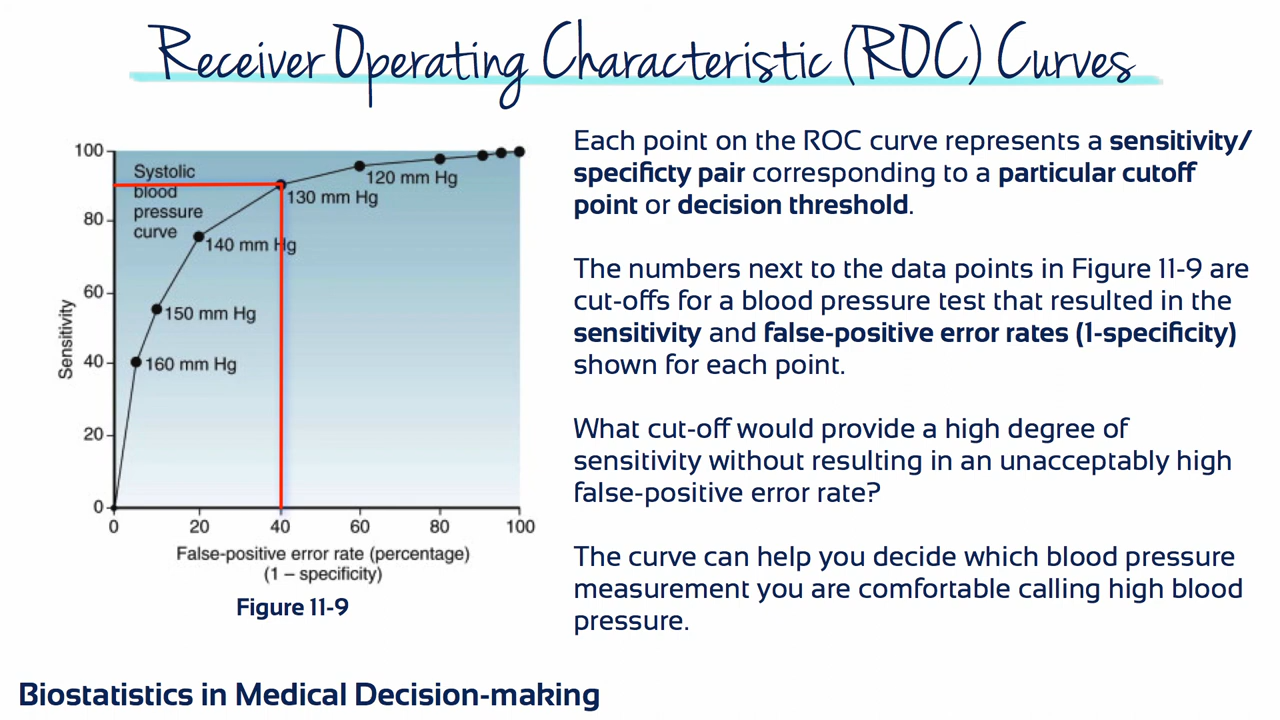 Receiver Operating Characteristic (ROC) Curves
100
80
60
40
20
0
Sensitivity
Systolic
blood
pressure
curve
120 mm Hg
130 mm Hg
140 mm Hg
150 mm Hg
160 mm Hg
0 20 40 60 80 100
False-positive error rate (percentage)
(1 – specificity)
Figure 11-9
Each point on the ROC curve represents a sensitivity/
specificty pair corresponding to a particular cutoff
point or decision threshold.
The numbers next to the data points in Figure 11-9 are
cut-offs for a blood pressure test that resulted in the
sensitivity and false-positive error rates (1-specificity)
shown for each point.
What cut-off would provide a high degree of
sensitivity without resulting in an unacceptably high
false-positive error rate?
The curve can help you decide which blood pressure
measurement you are comfortable calling high blood
pressure.
Biostatistics in Medical Decision-making